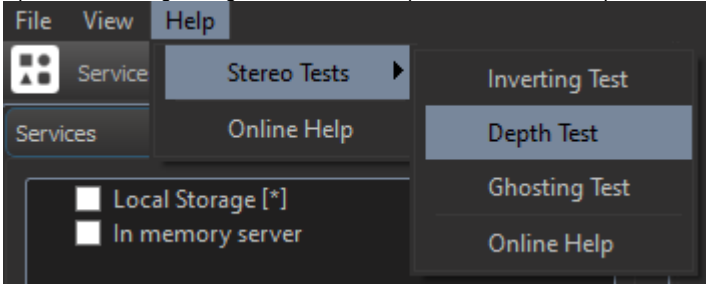 File View Help
Service
Stereo Tests
Inverting Test
Services
Online Help
Depth Test
Local Storage [*]
Ghosting Test
In memory server
Online Help